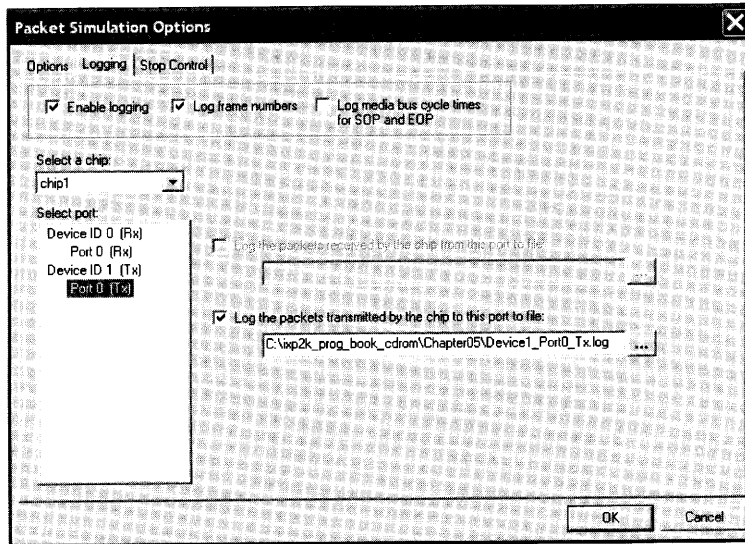 Packet Simulation Options
Options Logging Stop Control
Enable logging
Log frame numbers
Log media bus cycle times
for SOP and EOP
Select a chip:
chip1
Select port:
Device ID 0 (Rx)
Port 0 (Rx)
Device ID 1 (Tx)
Port 0 (Tx)
Log the packets received by the chip from this port to file:
...
Log the packets transmitted by the chip to this port to file:
C:\ixp2k_prog_book_cdrom\Chapter05\Device1_Port0_Tx.log
...
OK Cancel